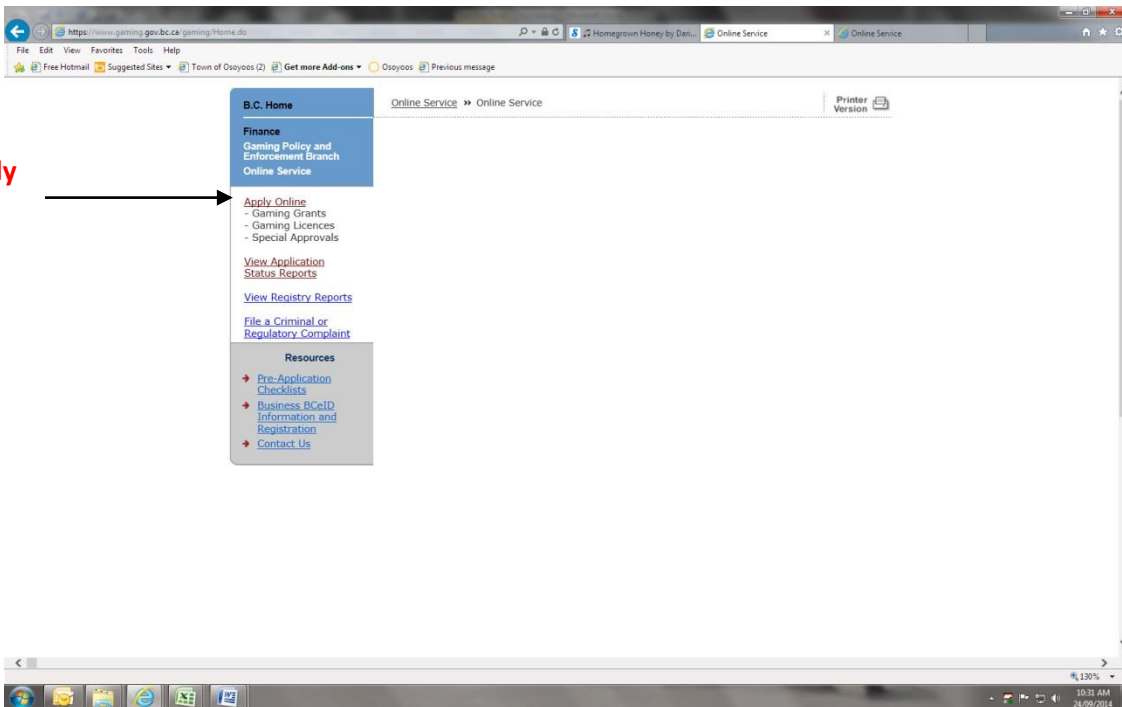 https://www.gaming.gov.bc.ca/gaming/Home.do
Homegrown Honey by Dari...
Online Service
Online Service
File Edit View Favorites Tools Help
Free Hotmail Suggested Sites Town of Osoyoos (2) Get more Add-ons Osoyoos Previous message
B.C. Home
Online Service » Online Service
Printer
Version
Finance
Gaming Policy and
Enforcement Branch
Online Service
ly
Apply Online
- Gaming Grants
- Gaming Licences
- Special Approvals
View Application
Status Reports
View Registry Reports
File a Criminal or
Regulatory Complaint
Resources
Pre-Application
Checklists
Business BCeID
Information and
Registration
Contact Us
130%
10:31 AM
24/09/2014